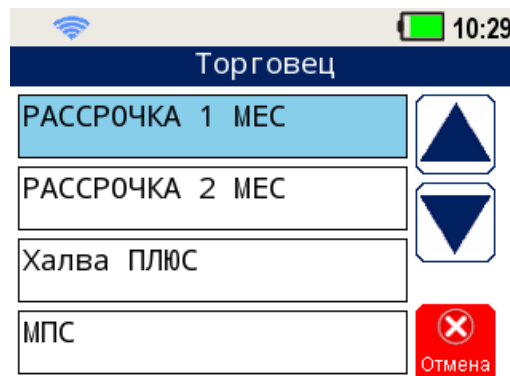 10:29
Торговец
РАССРОЧКА 1 МЕС
РАССРОЧКА 2 МЕС
Халва ПЛЮС
МПС
Отмена